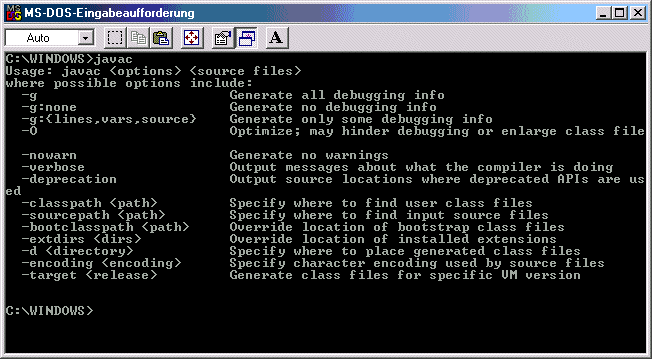 MS-DOS-Eingabeaufforderung
Auto
A
C:\WINDOWS>javac
Usage: javac <options> <source files>
where possible options include:
  -g                        Generate all debugging info
  -g:none                   Generate no debugging info
  -g:{lines,vars,source}    Generate only some debugging info
  -O                        Optimize; may hinder debugging or enlarge class file
  -nowarn                   Generate no warnings
  -verbose                  Output messages about what the compiler is doing
  -deprecation              Output source locations where deprecated APIs are us
ed
  -classpath <path>         Specify where to find user class files
  -sourcepath <path>        Specify where to find input source files
  -bootclasspath <path>     Override location of bootstrap class files
  -extdirs <dirs>           Override location of installed extensions
  -d <directory>            Specify where to place generated class files
  -encoding <encoding>      Specify character encoding used by source files
  -target <release>         Generate class files for specific VM version
C:\WINDOWS>